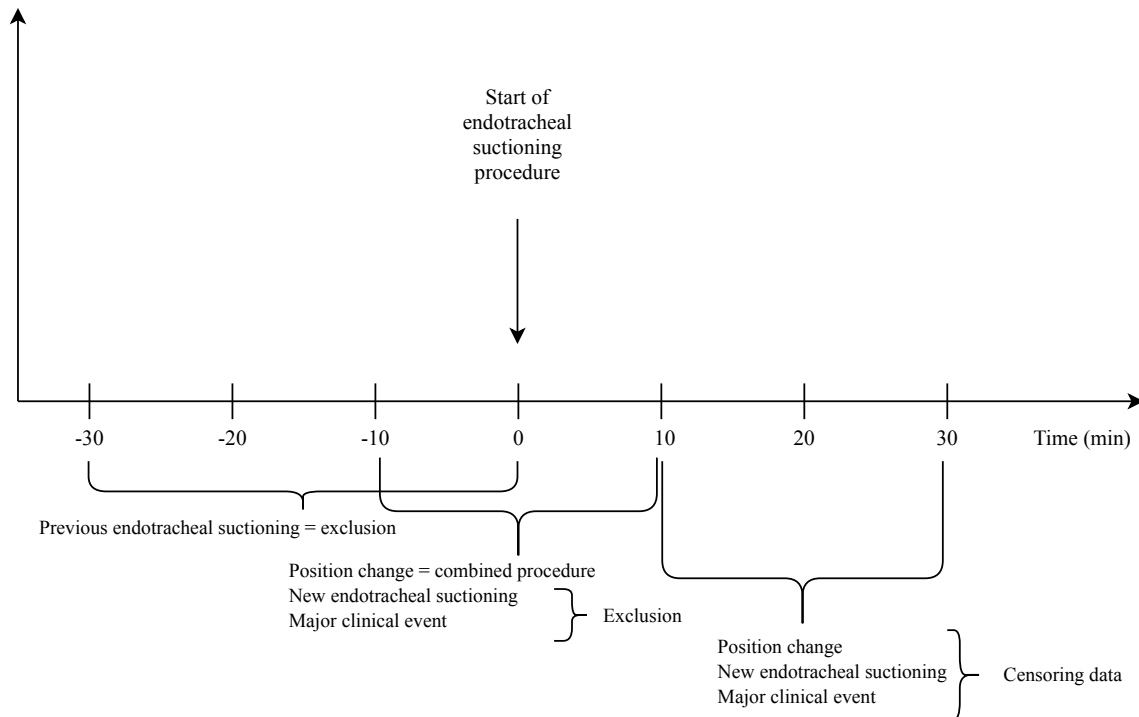 Start of
endotracheal
suctioning
procedure
-30
-20
-10
0
10
20
30
Time (min)
Previous endotracheal suctioning = exclusion
Position change = combined procedure
New endotracheal suctioning
Major clinical event
Exclusion
Position change
New endotracheal suctioning
Major clinical event
Censoring data